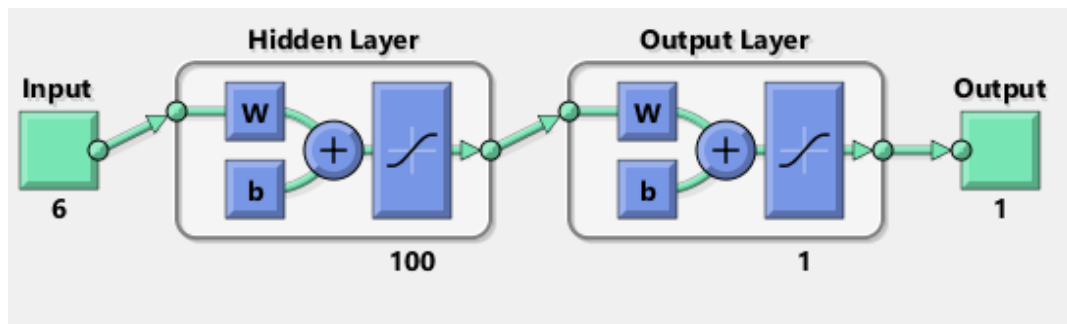 Hidden Layer
Output Layer
Input
Output
W
b
+
W
b
+
6
1
100
1